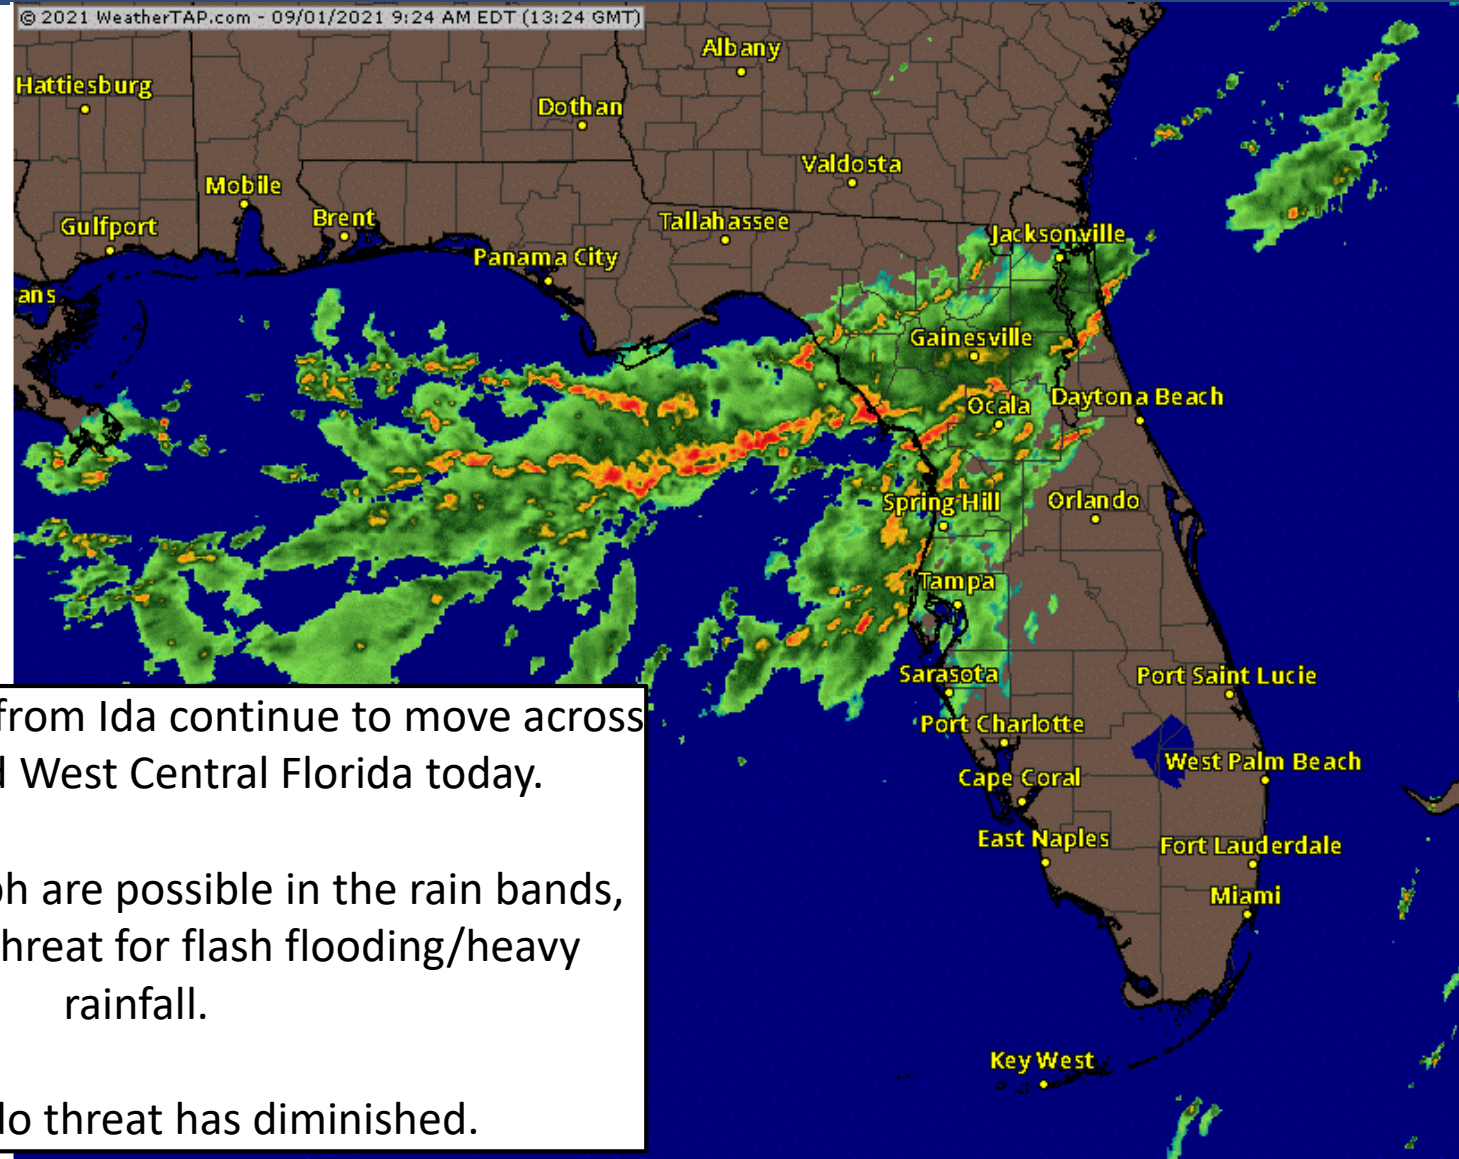 © 2021 WeatherTAP.com - 09/01/2021 9:24 AM EDT (13:24 GMT)
Albany
Hattiesburg
Dothan
Valdosta
Mobile
Brent
Tallahassee
Gulfport
Jacksonville
Panama City
ans
Gainesville
Daytona Beach
Ocala
Spring Hill
Orlando
Tampa
Sarasota
Port Saint Lucie
Port Charlotte
West Palm Beach
Cape Coral
East Naples
Fort Lauderdale
Miami
Key West
from Ida continue to move across
West Central Florida today.
are possible in the rain bands,
threat for flash flooding/heavy
rainfall.
threat has diminished.